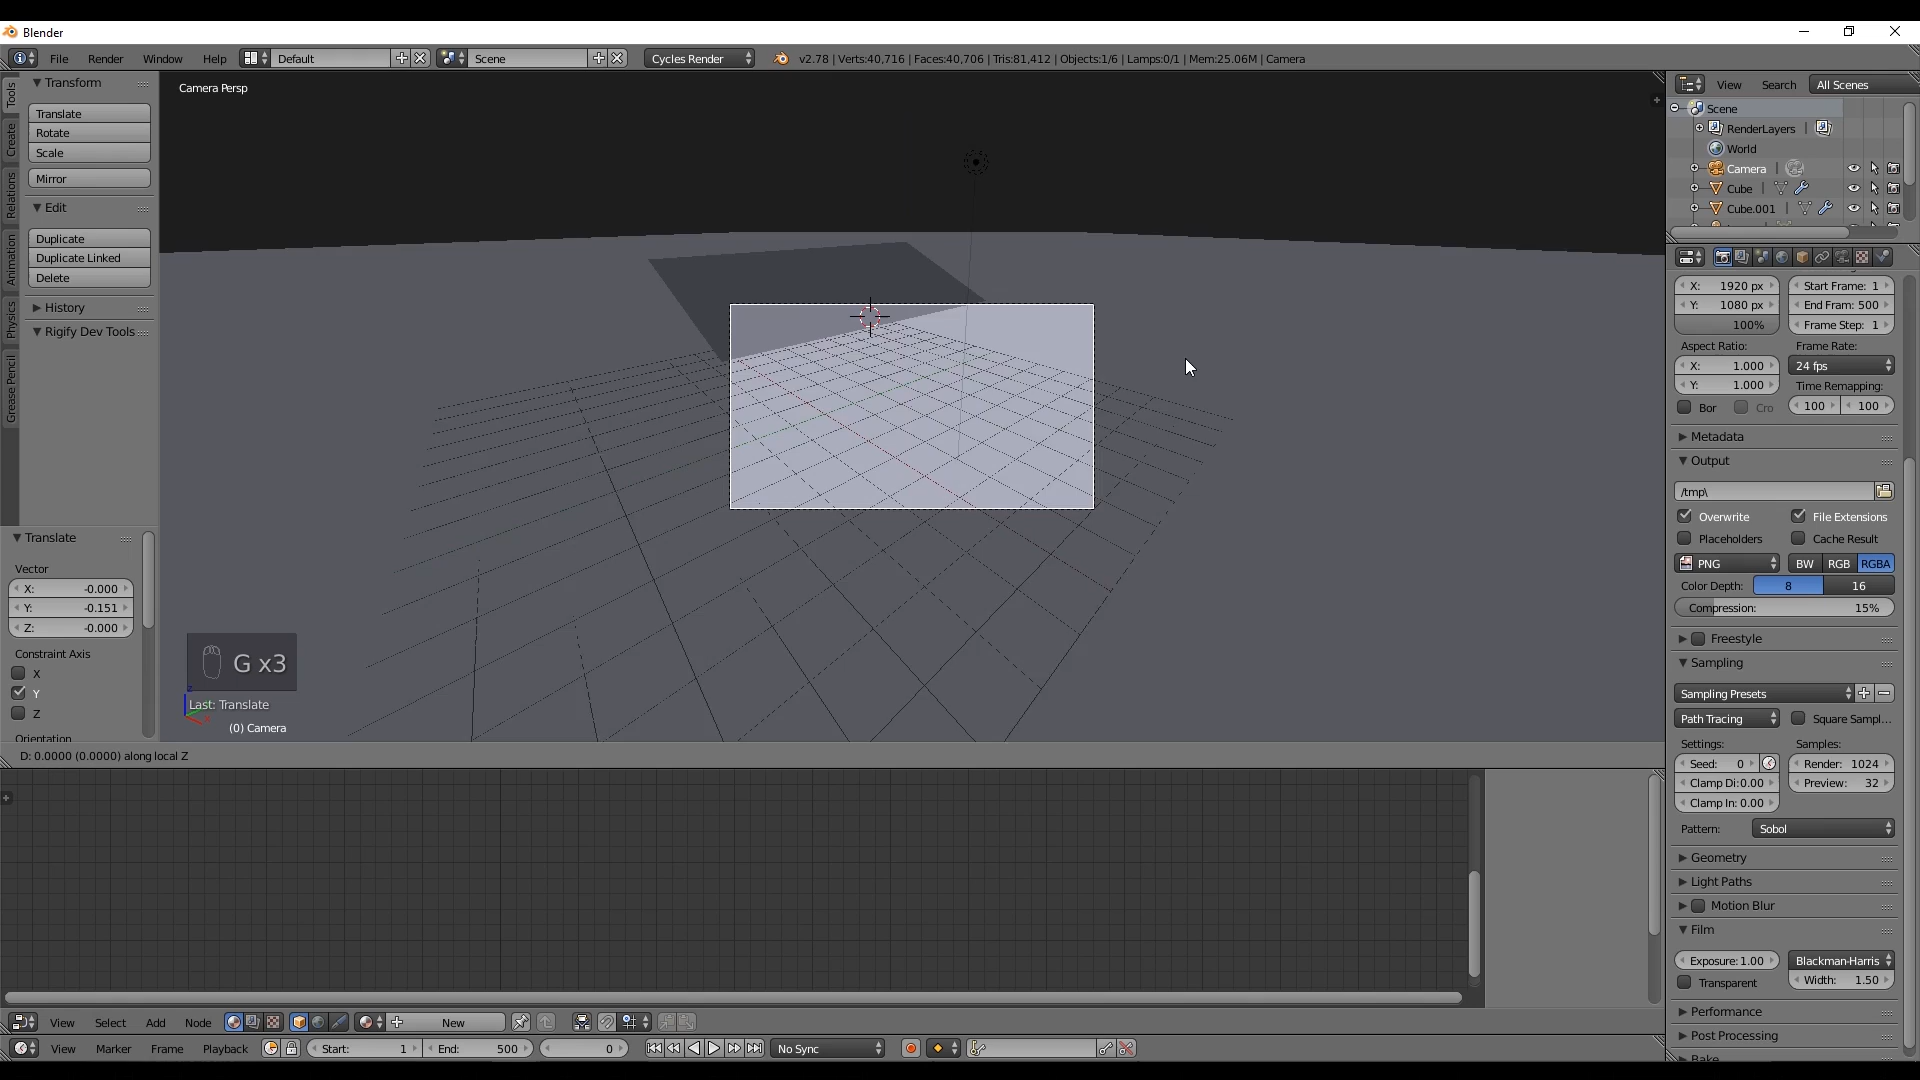 Blender
File Render Window Help Default Scene Cycles Render v2.78 | Verts:40,716 | Faces:40,706 | Tris:81,412 | Objects:1/6 | Lamps:0/1 | Mem:25.06M | Camera
Tools
Create
Relations
Animation
Physics
Grease Pencil
Transform
Translate
Rotate
Scale
Mirror
Edit
Duplicate
Duplicate Linked
Delete
History
Rigify Dev Tools
Translate
Vector
X: -0.000
Y: -0.151
Z: -0.000
Constraint Axis
X
Y
Z
Orientation
Camera Persp
G x3
Last: Translate
(0) Camera
D: 0.0000 (0.0000) along local Z
View Search All Scenes
Scene
RenderLayers
World
Camera
Cube
Cube.001
X: 1920 px Start Frame: 1
Y: 1080 px End Fram: 500
100% Frame Step: 1
Aspect Ratio: Frame Rate:
X: 1.000 24 fps
Y: 1.000 Time Remapping:
Bor Cro 100 100
Metadata
Output
/tmp\
Overwrite File Extensions
Placeholders Cache Result
PNG BW RGB RGBA
Color Depth: 8 16
Compression: 15%
Freestyle
Sampling
Sampling Presets
Path Tracing Square Sampl...
Settings: Samples:
Seed: 0 Render: 1024
Clamp Di:0.00 Preview: 32
Clamp In: 0.00
Pattern: Sobol
Geometry
Light Paths
Motion Blur
Film
Exposure: 1.00 Blackman-Harris
Transparent Width: 1.50
Performance
Post Processing
Bake
View Select Add Node New
View Marker Frame Playback Start: 1 End: 500 0 No Sync